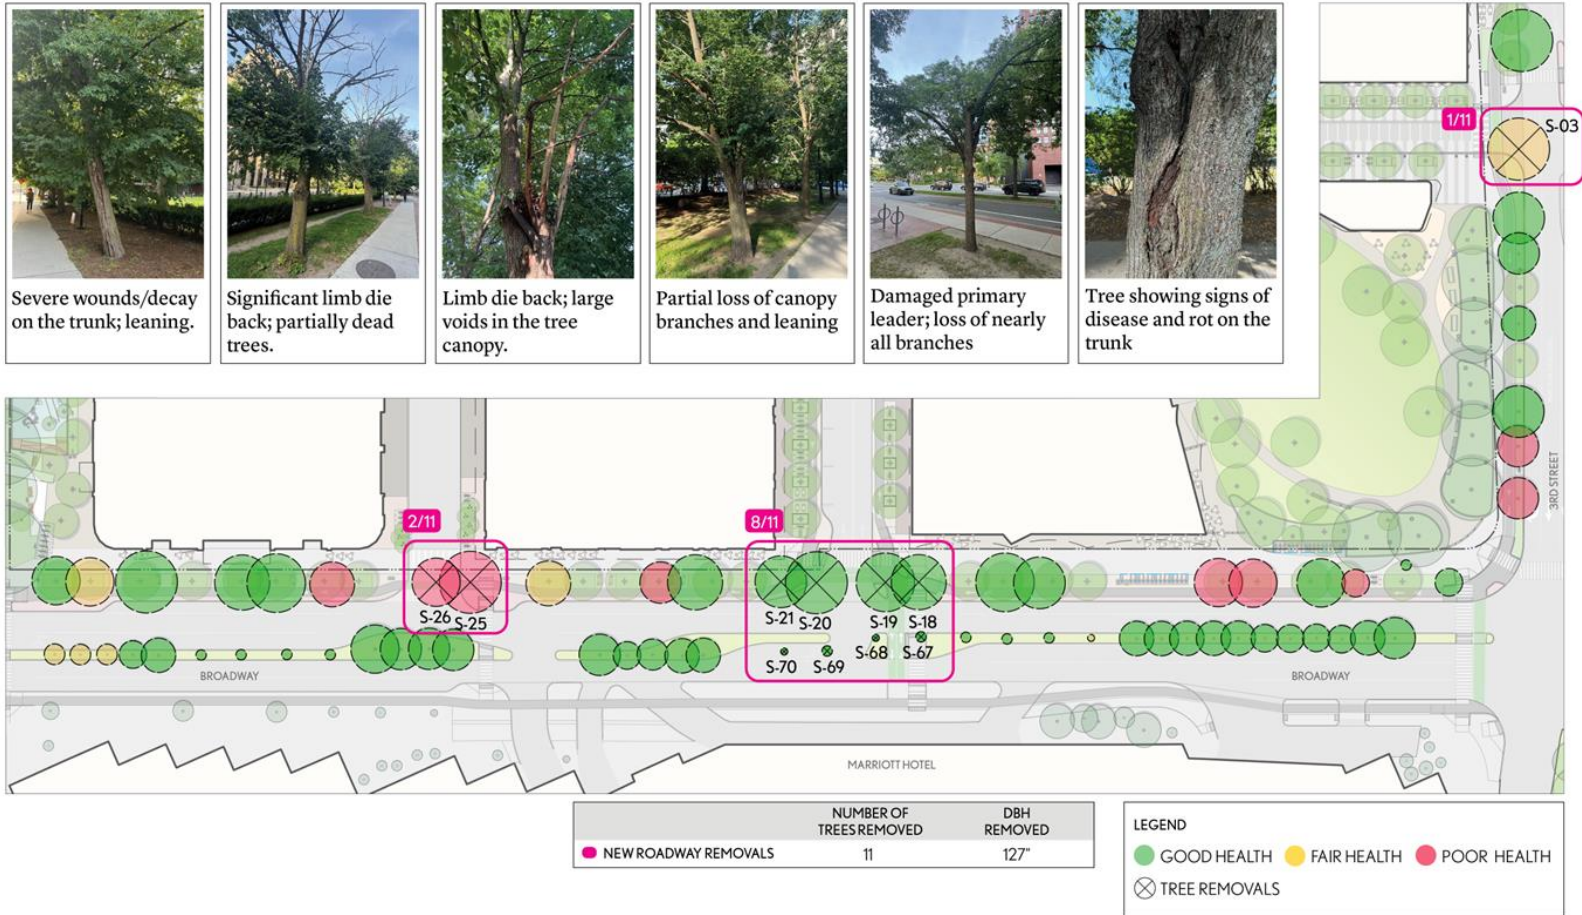 Severe wounds/decay
on the trunk; leaning.
Significant limb die
back; partially dead
trees.
Limb die back; large
voids in the tree
canopy.
Partial loss of canopy
branches and leaning
Damaged primary
leader; loss of nearly
all branches
Tree showing signs of
disease and rot on the
trunk
1/11
S-03
3RD STREET
2/11
8/11
S-26
S-25
S-21
S-20
S-19
S-18
S-70
S-69
S-68
S-67
BROADWAY
BROADWAY
MARRIOTT HOTEL
NUMBER OF
TREES REMOVED
DBH
REMOVED
NEW ROADWAY REMOVALS 11 127"
LEGEND
GOOD HEALTH FAIR HEALTH POOR HEALTH
TREE REMOVALS